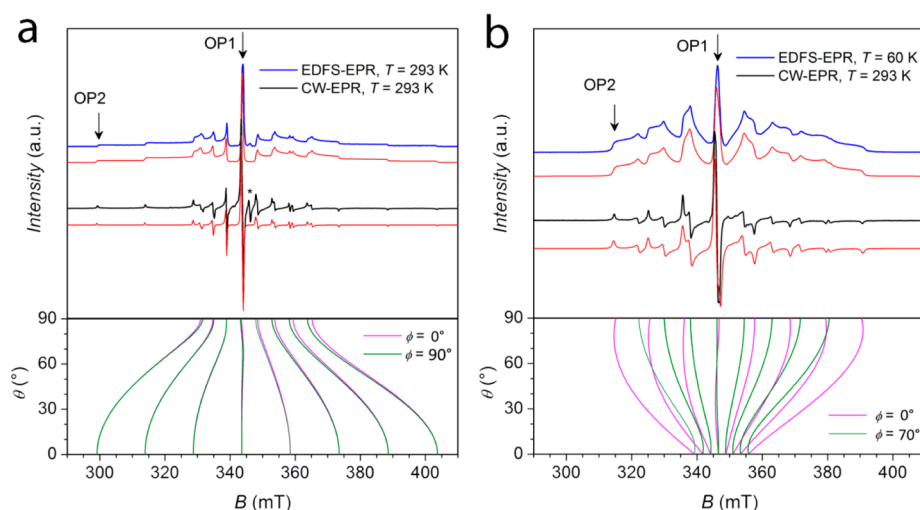 a
OP1
EDFS-EPR, T = 293 K
CW-EPR, T = 293 K
OP2
Intensity (a.u.)
*
90
60
30
0
θ (°)
ϕ = 0°
ϕ = 90°
300 320 340 360 380 400
B (mT)
b
OP1
EDFS-EPR, T = 60 K
CW-EPR, T = 293 K
OP2
Intensity (a.u.)
90
60
30
0
θ (°)
ϕ = 0°
ϕ = 70°
300 320 340 360 380 400
B (mT)